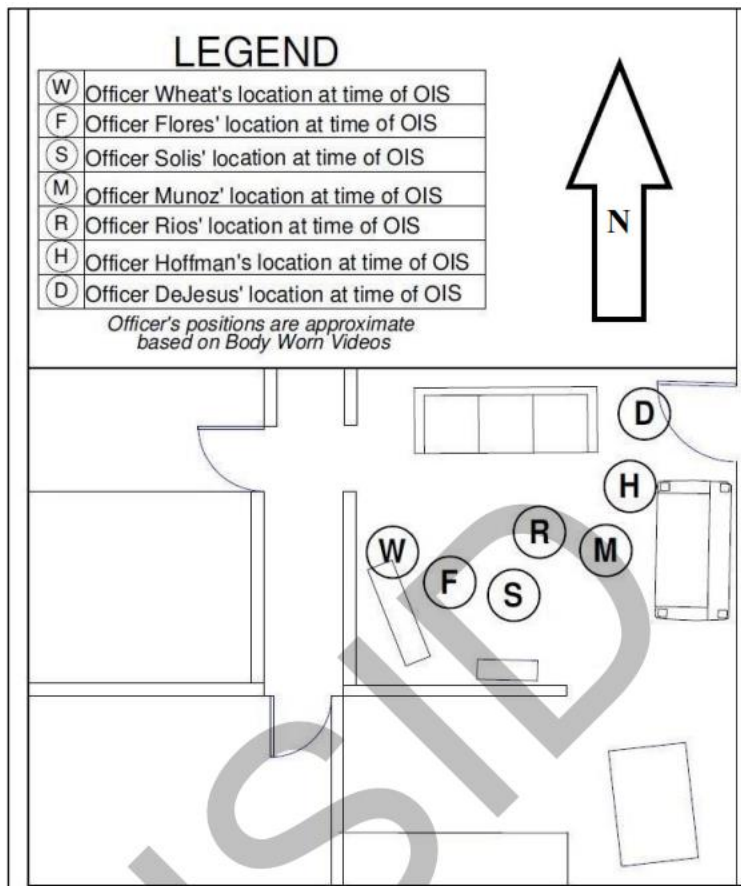 LEGEND
W Officer Wheat's location at time of OIS
F Officer Flores' location at time of OIS
S Officer Solis' location at time of OIS
M Officer Munoz' location at time of OIS
R Officer Rios' location at time of OIS
H Officer Hoffman's location at time of OIS
D Officer DeJesus' location at time of OIS
Officer's positions are approximate
based on Body Worn Videos
N
D
H
R
M
W
F
S
SID